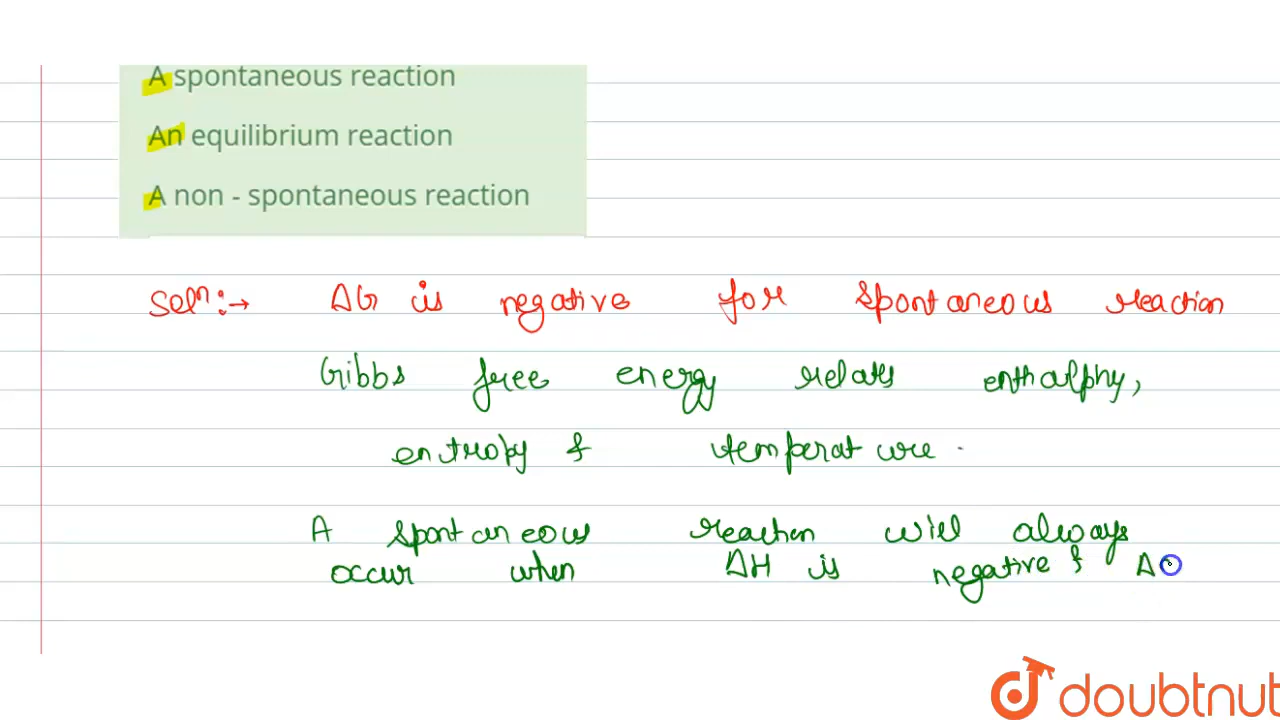 A spontaneous reaction
An equilibrium reaction
A non - spontaneous reaction
Solⁿ :→ ΔG is negative for spontaneous reaction
Gibbs free energy relates enthalphy,
entropy & temperature.
A spontaneous reaction will always
occur when ΔH is negative & Δ
doubtnut